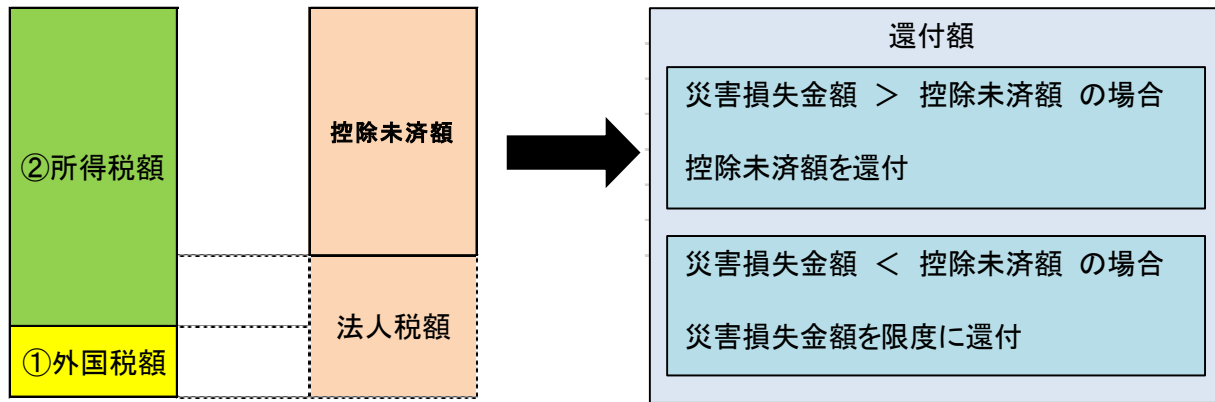 ②所得税額
①外国税額
控除未済額
法人税額
還付額
災害損失金額 ＞ 控除未済額 の場合
控除未済額を還付
災害損失金額 ＜ 控除未済額 の場合
災害損失金額を限度に還付